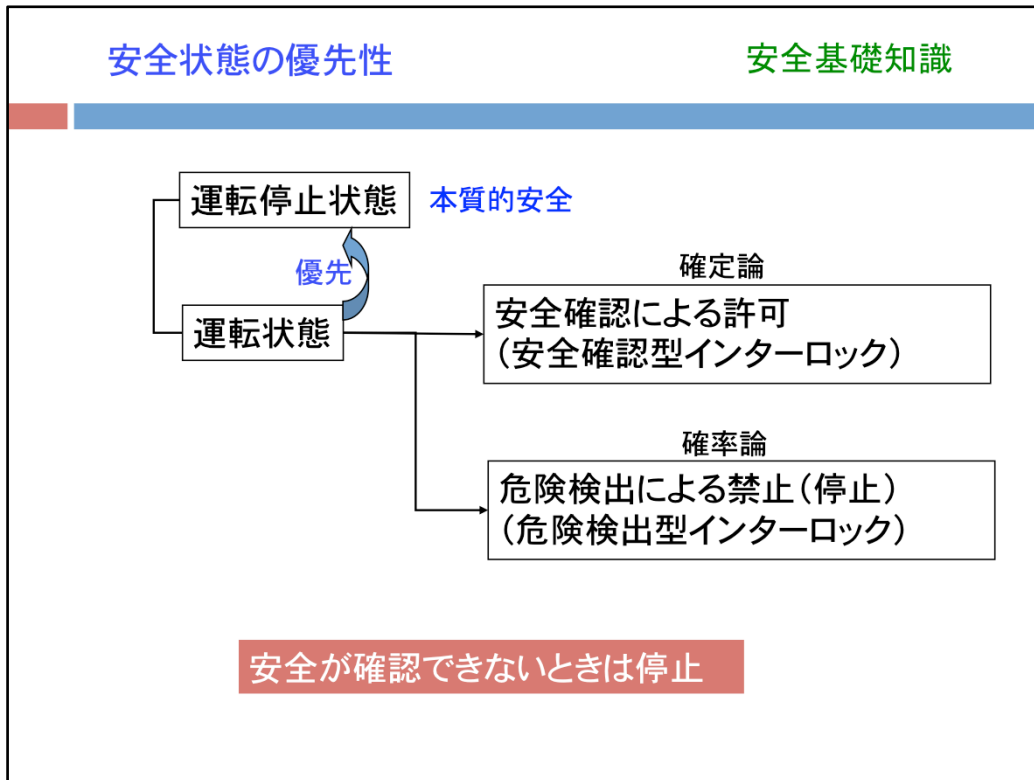 安全状態の優先性
安全基礎知識
運転停止状態
本質的安全
優先
運転状態
確定論
安全確認による許可
（安全確認型インターロック）
確率論
危険検出による禁止（停止）
（危険検出型インターロック）
安全が確認できないときは停止